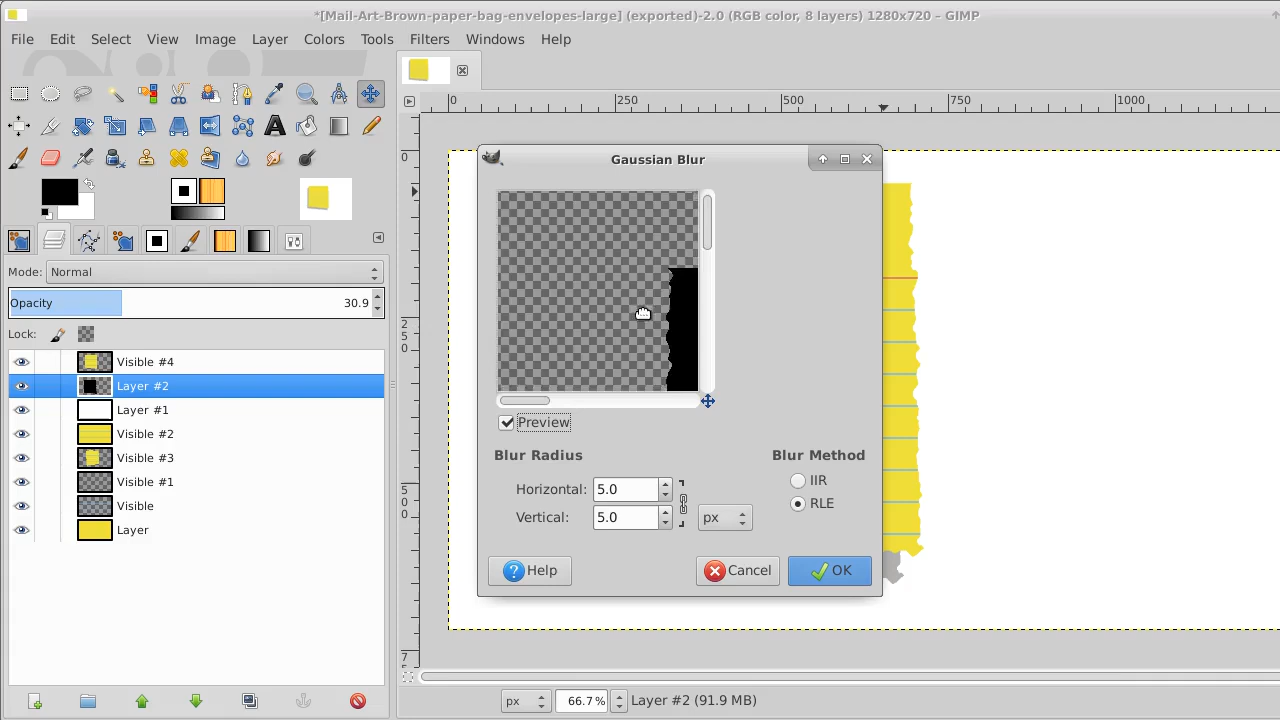 *[Mail-Art-Brown-paper-bag-envelopes-large] (exported)-2.0 (RGB color, 8 layers) 1280x720 – GIMP
File Edit Select View Image Layer Colors Tools Filters Windows Help
0 250 500 750 1000
Mode: Normal
Opacity 30.9
Lock:
Visible #4
Layer #2
Layer #1
Visible #2
Visible #3
Visible #1
Visible
Layer
0
250
500
7
Gaussian Blur
Preview
Blur Radius
Horizontal: 5.0
Vertical: 5.0 px
Blur Method
IIR
RLE
Help Cancel OK
px 66.7% Layer #2 (91.9 MB)